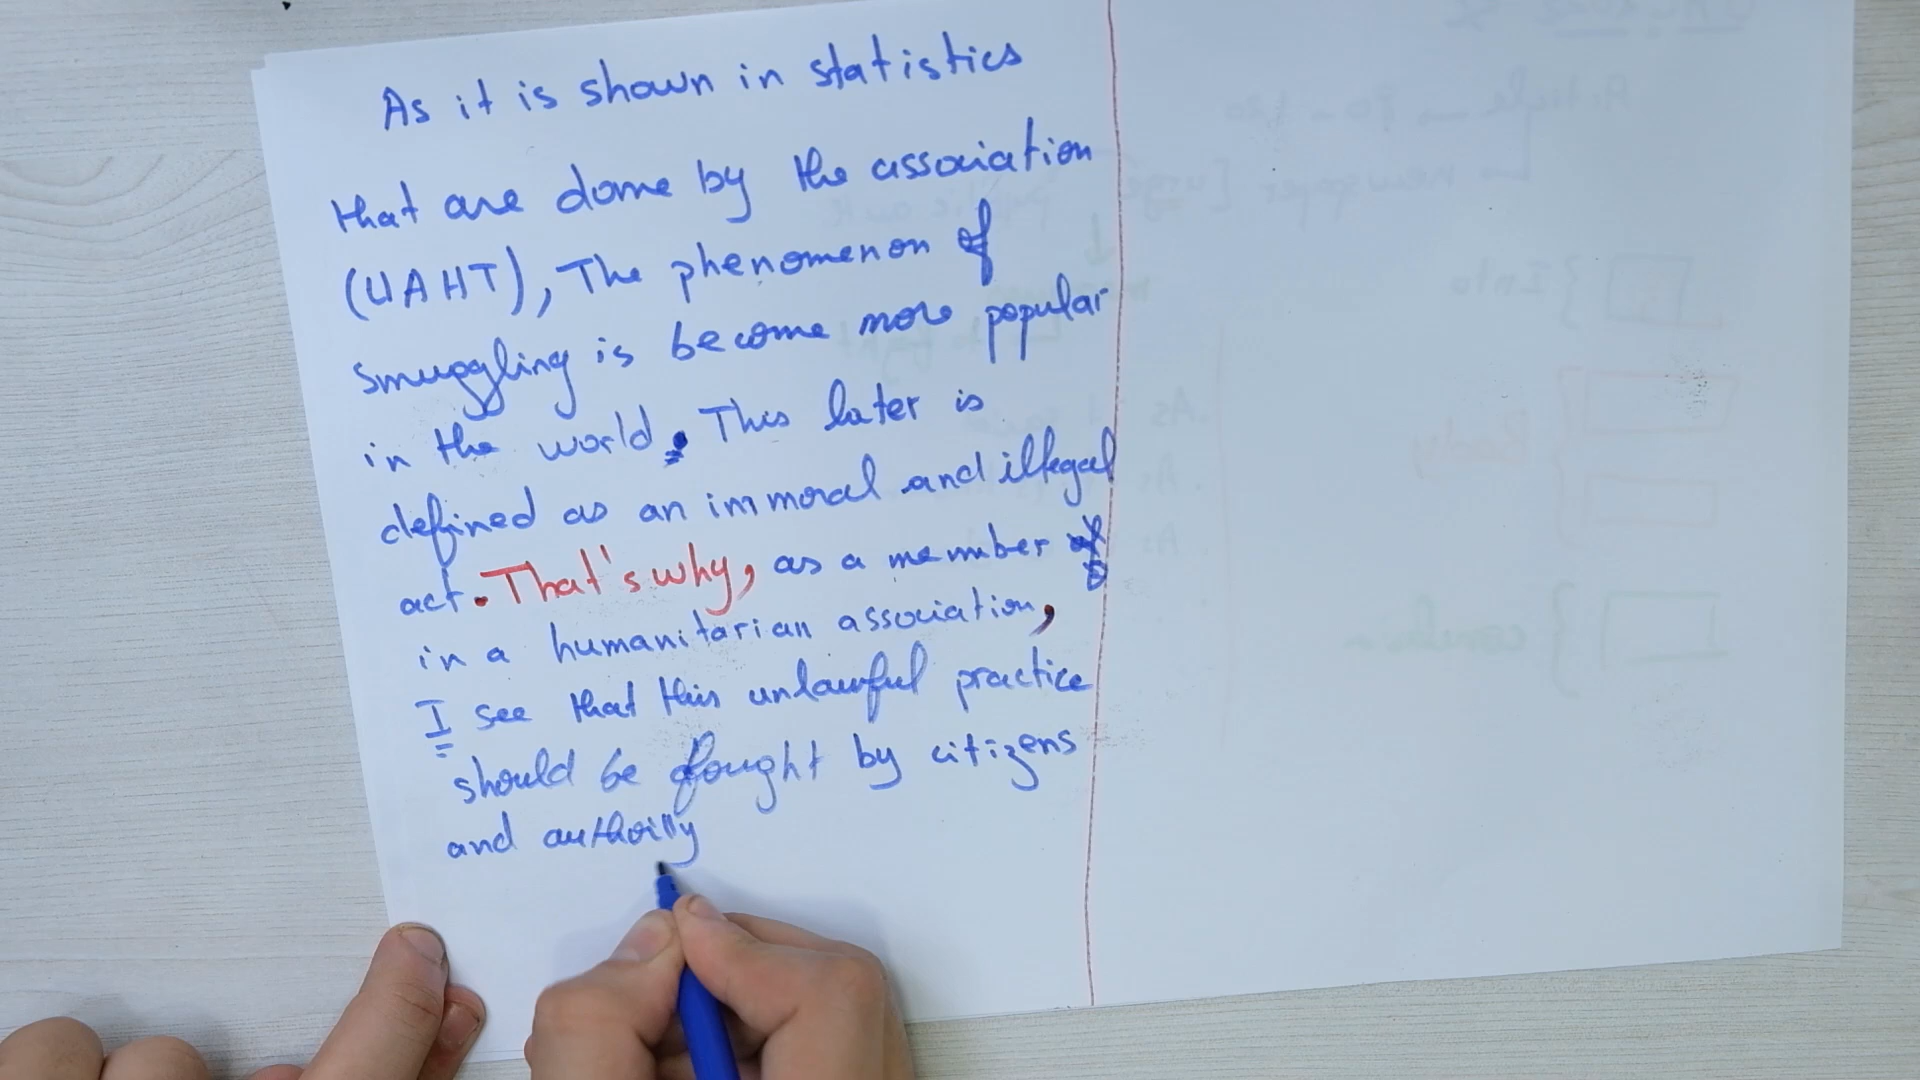 As it is shown in statistics
that are done by the association
(UAHT), The phenomenon of
smuggling is become more popular
in the world. This later is
defined as an immoral and illegal
act. That's why, as a member
in a humanitarian association,
I see that this unlawful practice
should be fought by citizens
and authority